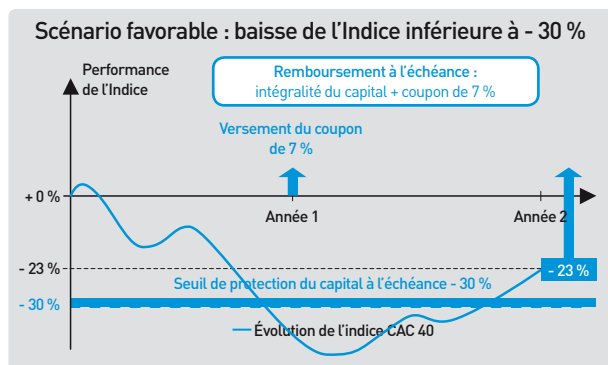 Scénario favorable : baisse de l’Indice inférieure à - 30 %
Performance
de l’Indice
Remboursement à l’échéance :
intégralité du capital + coupon de 7 %
Versement du coupon
de 7 %
+ 0 %
Année 1
Année 2
- 23 %
- 23 %
Seuil de protection du capital à l’échéance - 30 %
- 30 %
Évolution de l’indice CAC 40